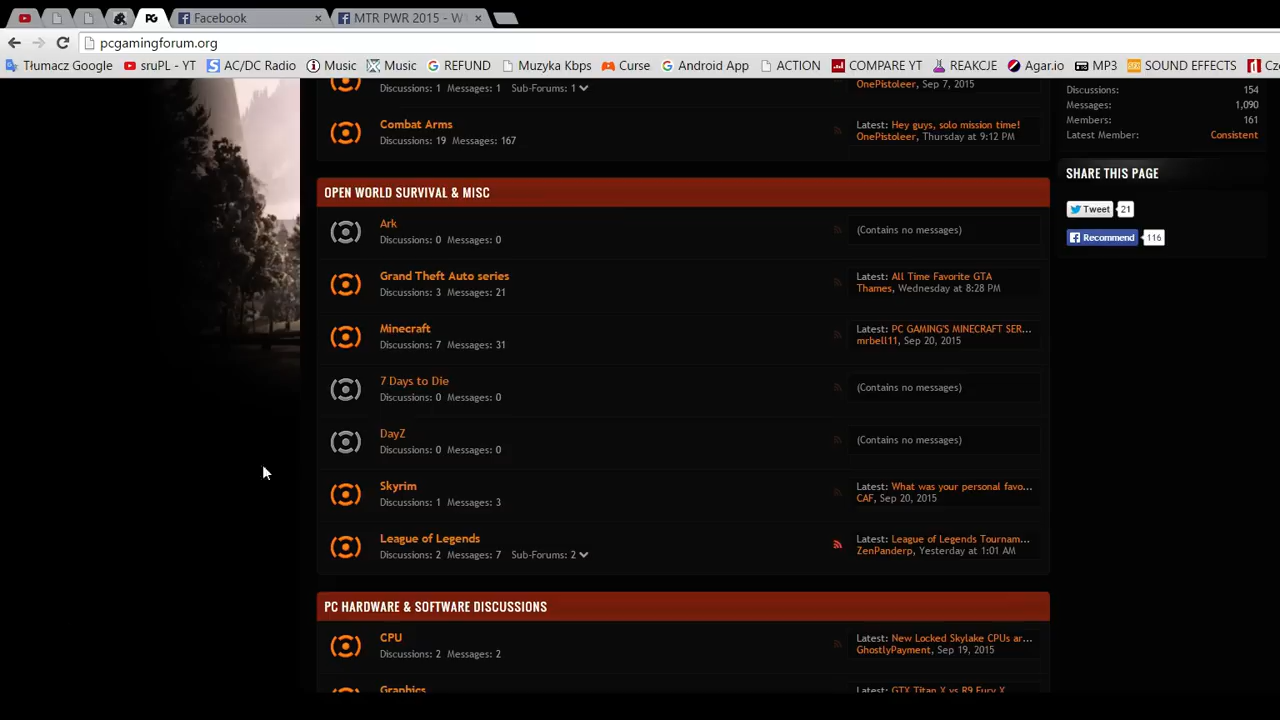 PG Facebook × MTR PWR 2015 - W ×
pcgamingforum.org
Tłumacz Google sruPL - YT AC/DC Radio Music Music REFUND Muzyka Kbps Curse Android App ACTION COMPARE YT REAKCJE Agar.io MP3 SOUND EFFECTS
Discussions: 1 Messages: 1 Sub-Forums: 1
OnePistoleer, Sep 7, 2015
Combat Arms
Discussions: 19 Messages: 167
Latest: Hey guys, solo mission time!
OnePistoleer, Thursday at 9:12 PM
OPEN WORLD SURVIVAL & MISC
Ark
Discussions: 0 Messages: 0
(Contains no messages)
Grand Theft Auto series
Discussions: 3 Messages: 21
Latest: All Time Favorite GTA
Thames, Wednesday at 8:28 PM
Minecraft
Discussions: 7 Messages: 31
Latest: PC GAMING'S MINECRAFT SER...
mrbell11, Sep 20, 2015
7 Days to Die
Discussions: 0 Messages: 0
(Contains no messages)
DayZ
Discussions: 0 Messages: 0
(Contains no messages)
Skyrim
Discussions: 1 Messages: 3
Latest: What was your personal favo...
CAF, Sep 20, 2015
League of Legends
Discussions: 2 Messages: 7 Sub-Forums: 2
Latest: League of Legends Tournam...
ZenPanderp, Yesterday at 1:01 AM
PC HARDWARE & SOFTWARE DISCUSSIONS
CPU
Discussions: 2 Messages: 2
Latest: New Locked Skylake CPUs ar...
GhostlyPayment, Sep 19, 2015
Graphics
Latest: GTX Titan X vs R9 Fury X
Discussions: 154
Messages: 1,090
Members: 161
Latest Member: Consistent
SHARE THIS PAGE
Tweet 21
Recommend 116